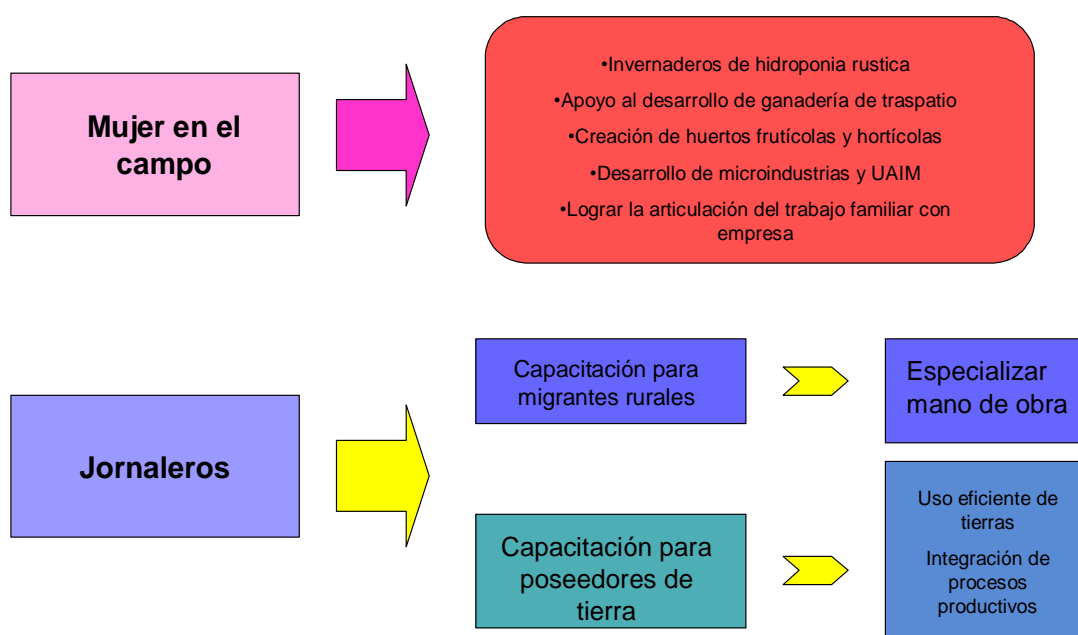 Mujer en el
campo
•Invernaderos de hidroponia rustica
•Apoyo al desarrollo de ganadería de traspatio
•Creación de huertos frutícolas y hortícolas
•Desarrollo de microindustrias y UAIM
•Lograr la articulación del trabajo familiar con
empresa
Jornaleros
Capacitación para
migrantes rurales
Especializar
mano de obra
Capacitación para
poseedores de
tierra
Uso eficiente de
tierras
Integración de
procesos
productivos